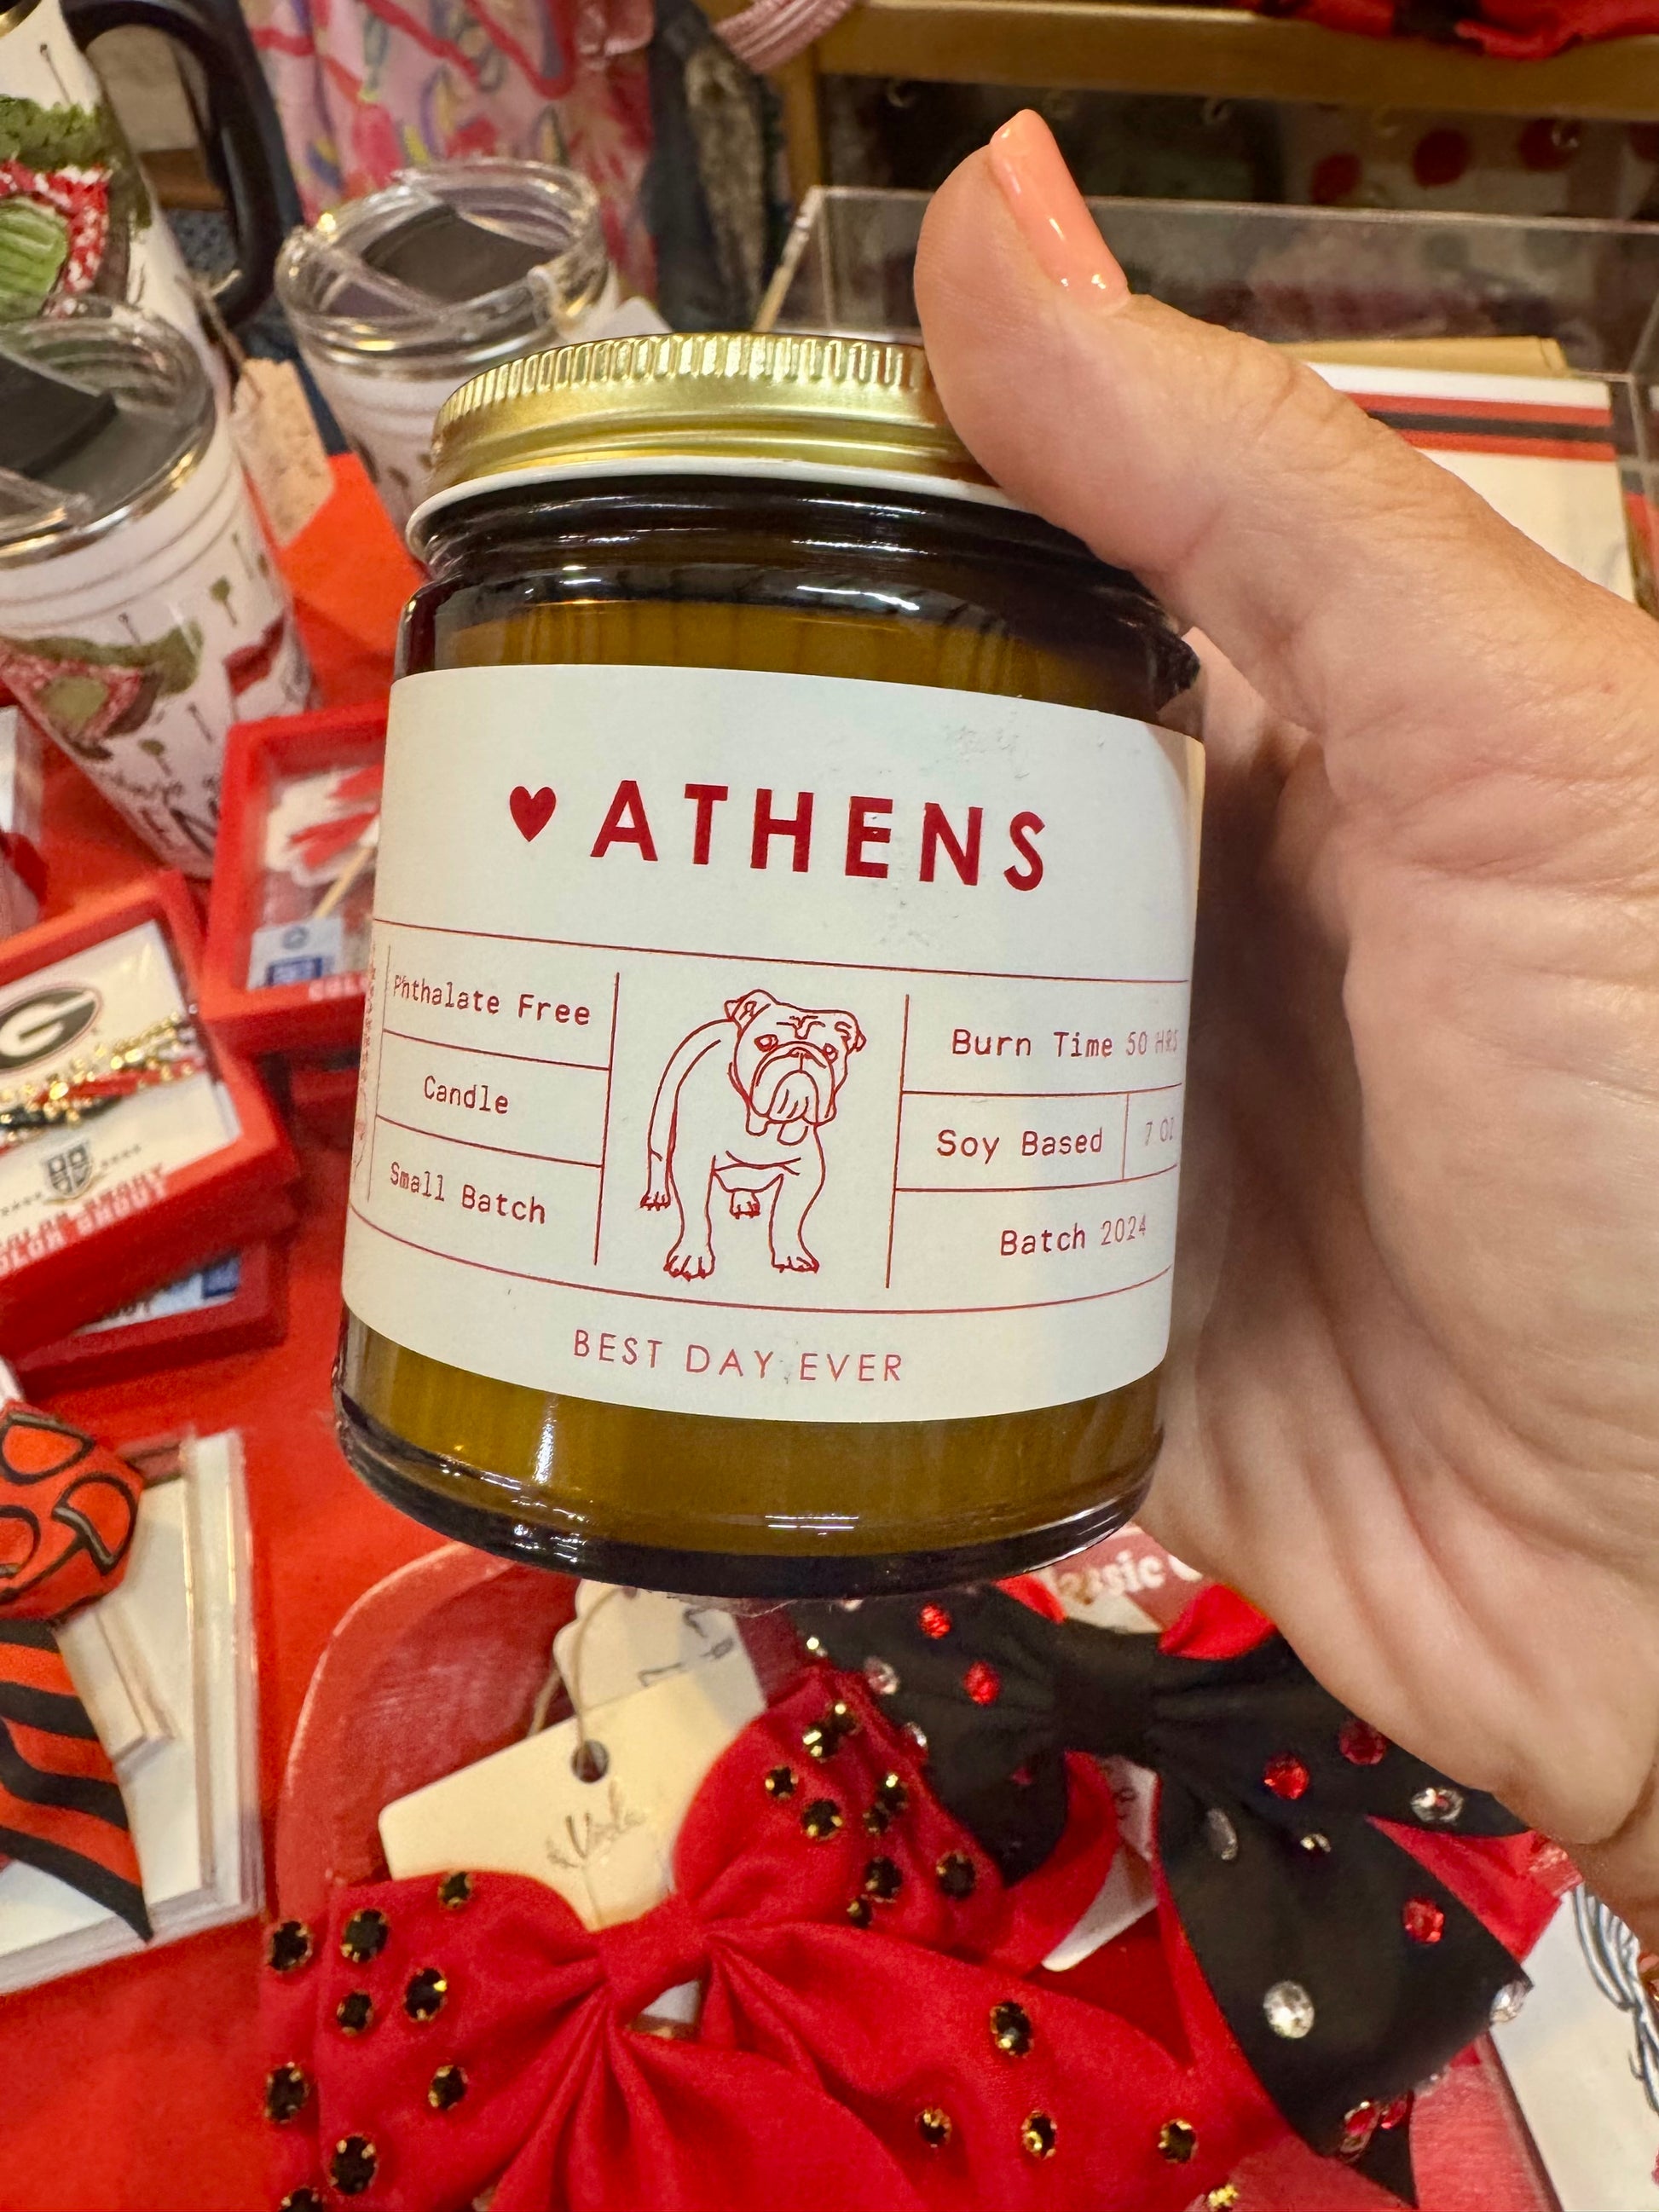 ♥ ATHENS
Phthalate Free
Candle
Small Batch
Burn Time 50 HRS
Soy Based
7 OZ
Batch 2024
BEST DAY EVER
G